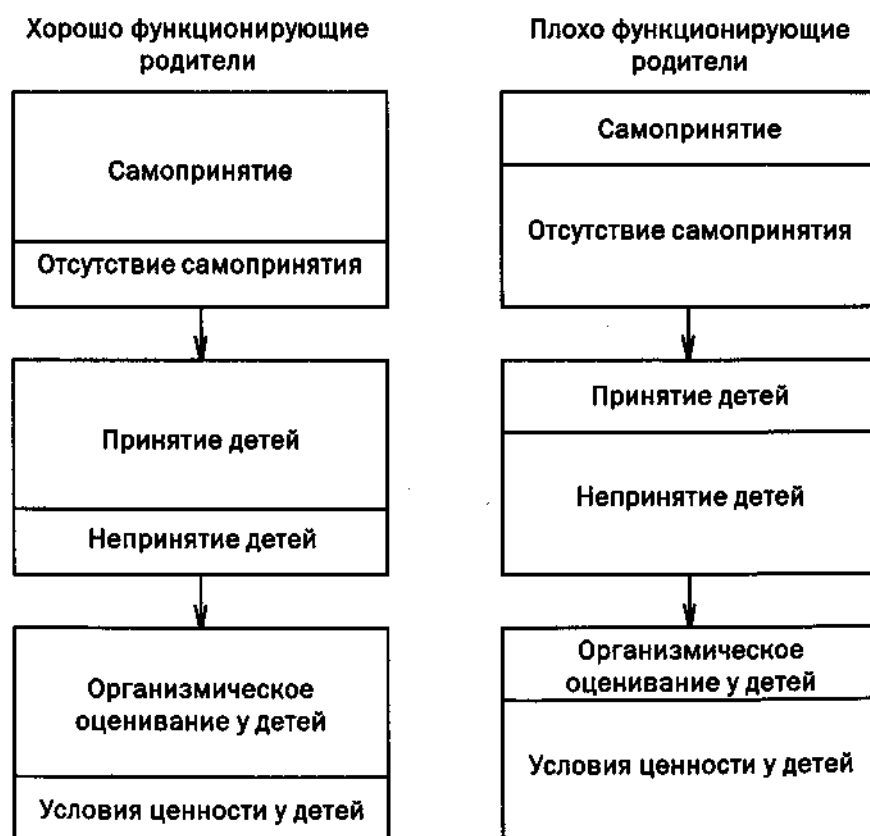 Хорошо функционирующие
родители
Самопринятие
Отсутствие самопринятия
Принятие детей
Непринятие детей
Организмическое
оценивание у детей
Условия ценности у детей
Плохо функционирующие
родители
Самопринятие
Отсутствие самопринятия
Принятие детей
Непринятие детей
Организмическое
оценивание у детей
Условия ценности у детей